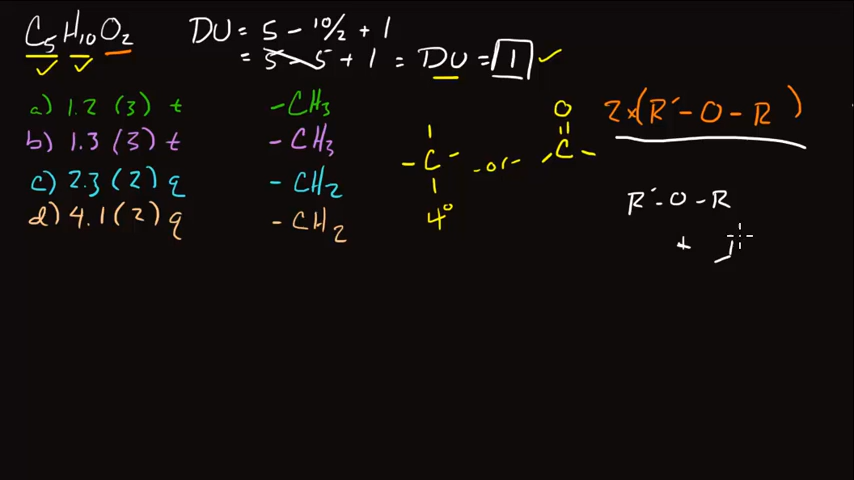 C₅H₁₀O₂ DU = 5 - 10/2 + 1
= 5 - 5 + 1 = DU = 1 ✓
a) 1.2 (3) t -CH₃
b) 1.3 (3) t -CH₃
c) 2.3 (2) q -CH₂
d) 4.1 (2) q -CH₂
- C - - or - O
C
4°
2x(R´- O - R)
R´- O - R
+